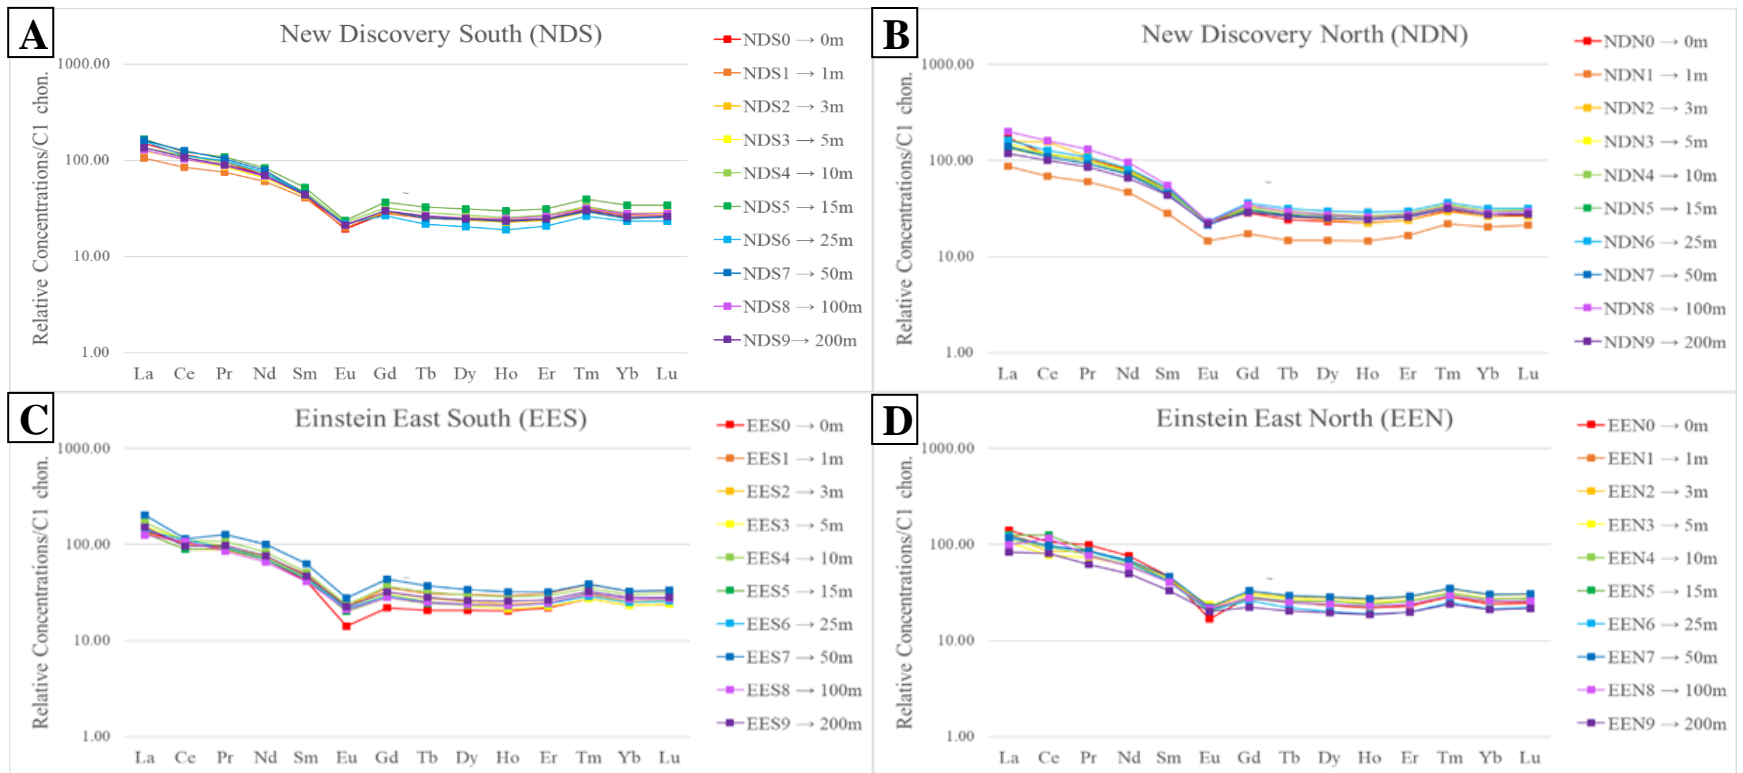 A
New Discovery South (NDS)
Relative Concentrations/C1 chon.
1000.00
100.00
10.00
1.00
La Ce Pr Nd Sm Eu Gd Tb Dy Ho Er Tm Yb Lu
NDS0 → 0m
NDS1 → 1m
NDS2 → 3m
NDS3 → 5m
NDS4 → 10m
NDS5 → 15m
NDS6 → 25m
NDS7 → 50m
NDS8 → 100m
NDS9→ 200m
B
New Discovery North (NDN)
Relative Concentrations/C1 chon.
1000.00
100.00
10.00
1.00
La Ce Pr Nd Sm Eu Gd Tb Dy Ho Er Tm Yb Lu
NDN0 → 0m
NDN1 → 1m
NDN2 → 3m
NDN3 → 5m
NDN4 → 10m
NDN5 → 15m
NDN6 → 25m
NDN7 → 50m
NDN8 → 100m
NDN9 → 200m
C
Einstein East South (EES)
Relative Concentrations/C1 chon.
1000.00
100.00
10.00
1.00
La Ce Pr Nd Sm Eu Gd Tb Dy Ho Er Tm Yb Lu
EES0 → 0m
EES1 → 1m
EES2 → 3m
EES3 → 5m
EES4 → 10m
EES5 → 15m
EES6 → 25m
EES7 → 50m
EES8 → 100m
EES9 → 200m
D
Einstein East North (EEN)
Relative Concentrations/C1 chon.
1000.00
100.00
10.00
1.00
La Ce Pr Nd Sm Eu Gd Tb Dy Ho Er Tm Yb Lu
EEN0 → 0m
EEN1 → 1m
EEN2 → 3m
EEN3 → 5m
EEN4 → 10m
EEN5 → 15m
EEN6 → 25m
EEN7 → 50m
EEN8 → 100m
EEN9 → 200m